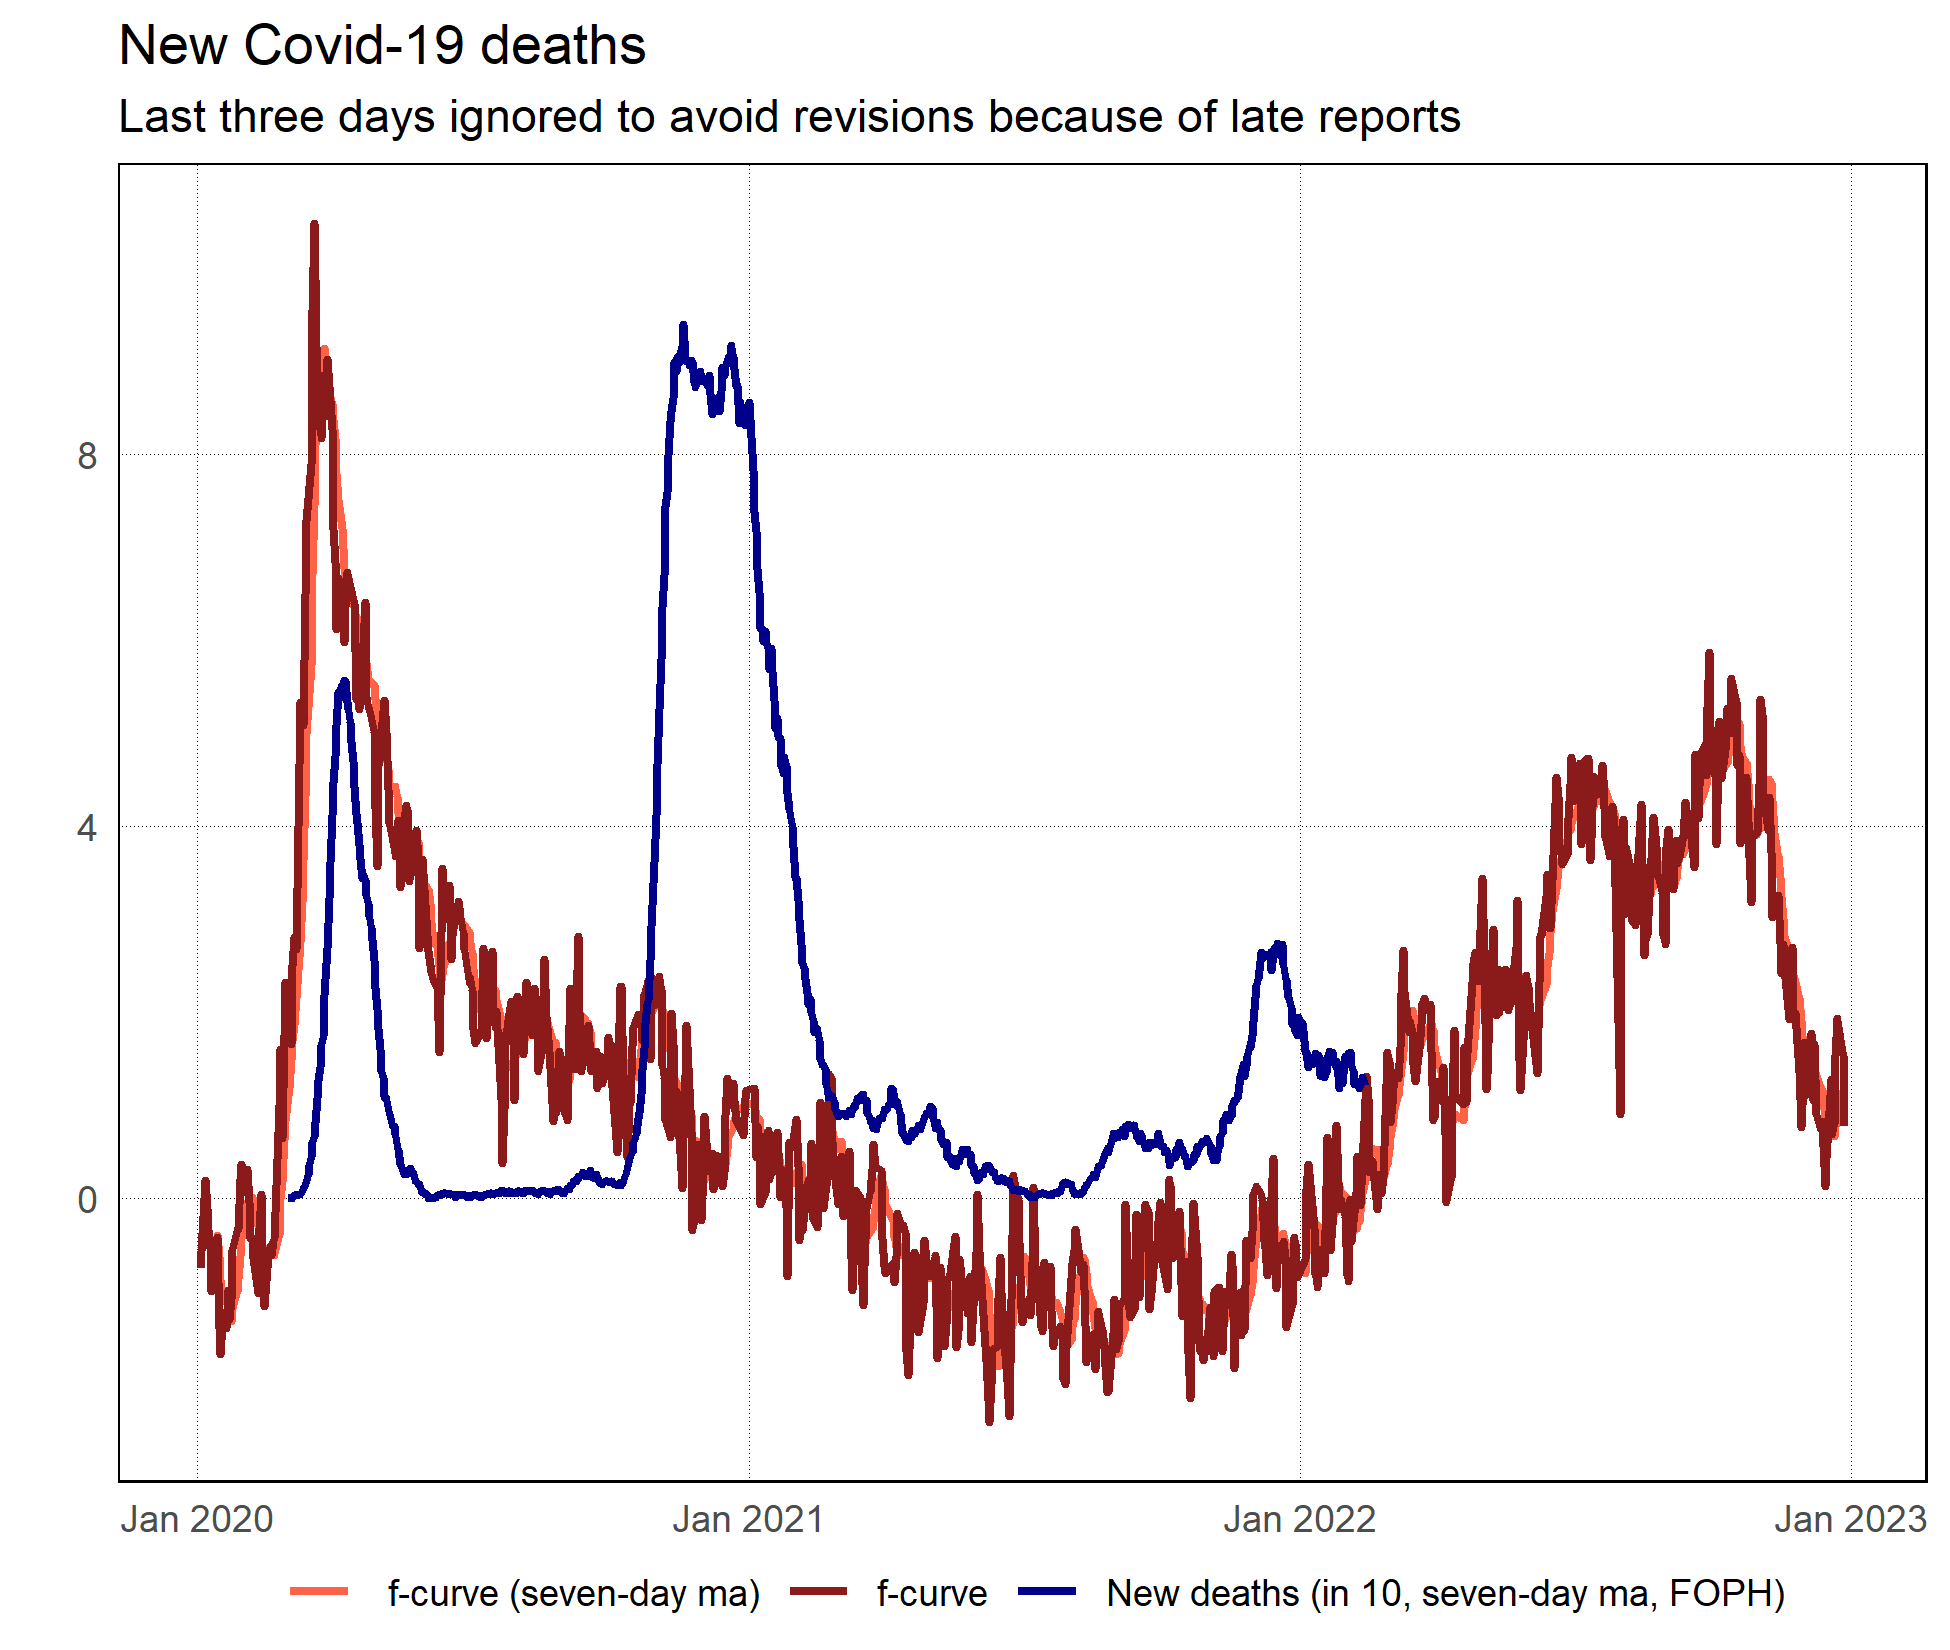 New Covid-19 deaths
Last three days ignored to avoid revisions because of late reports
8
4
0
Jan 2020 Jan 2021 Jan 2022 Jan 2023
f-curve (seven-day ma) f-curve New deaths (in 10, seven-day ma, FOPH)